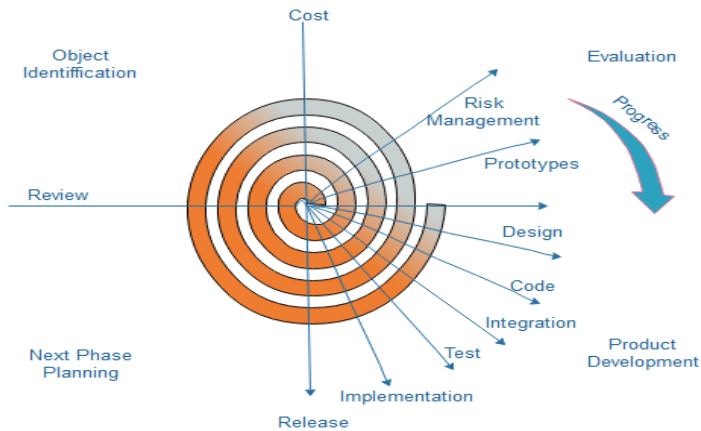 Cost
Object
Identiffication
Evaluation
Risk
Management
Progress
Prototypes
Review
Design
Code
Integration
Next Phase
Planning
Test
Product
Development
Implementation
Release